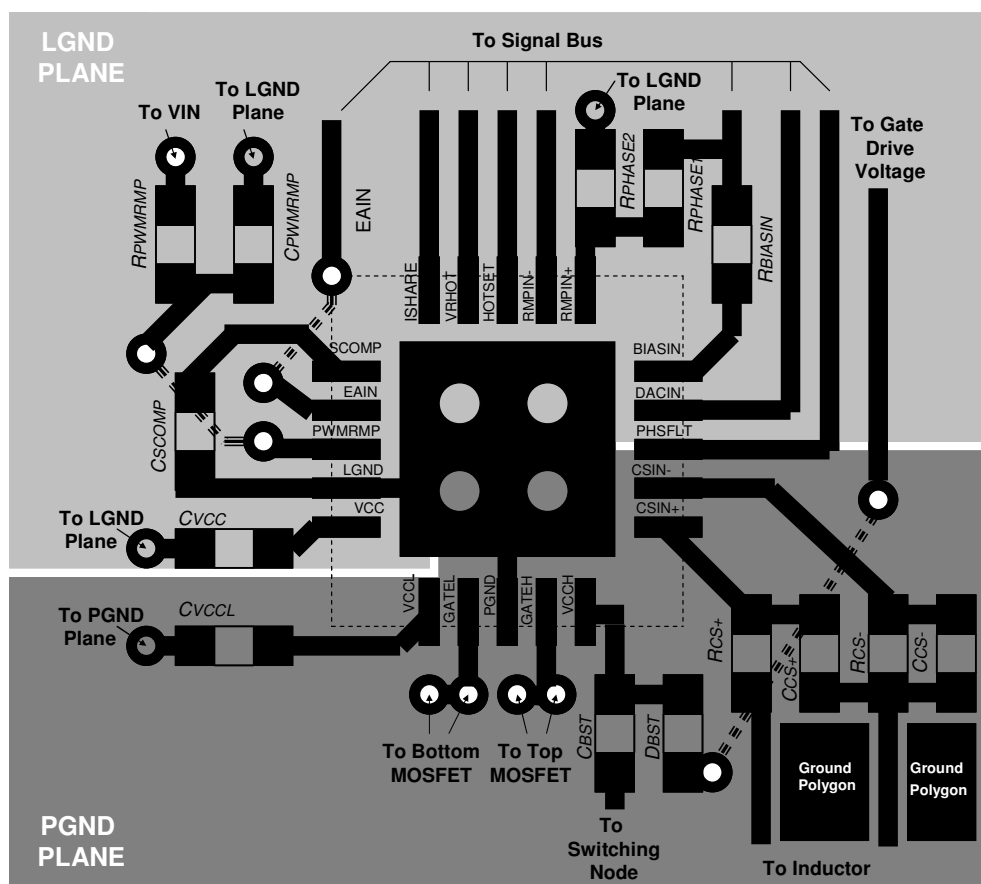 LGND
PLANE
To Signal Bus
To VIN
To LGND
Plane
To LGND
Plane
To Gate
Drive
Voltage
RPWMRMP
CPWMRMP
EAIN
RPHASE2
RPHASE1
RBIASIN
ISHARE
VRHOT
HOTSET
RMPIN-
RMPIN+
SCOMP
EAIN
PWMRMP
LGND
VCC
BIASIN
DACIN
PHSFLT
CSIN-
CSIN+
CSCOMP
To LGND
Plane
CVCC
To PGND
Plane
CVCCL
VCCL
GATEL
PGND
GATEH
VCCH
RCS+
CCS+
RCS-
CCS-
To Bottom
MOSFET
To Top
MOSFET
CBST
DBST
Ground
Polygon
Ground
Polygon
PGND
PLANE
To
Switching
Node
To Inductor